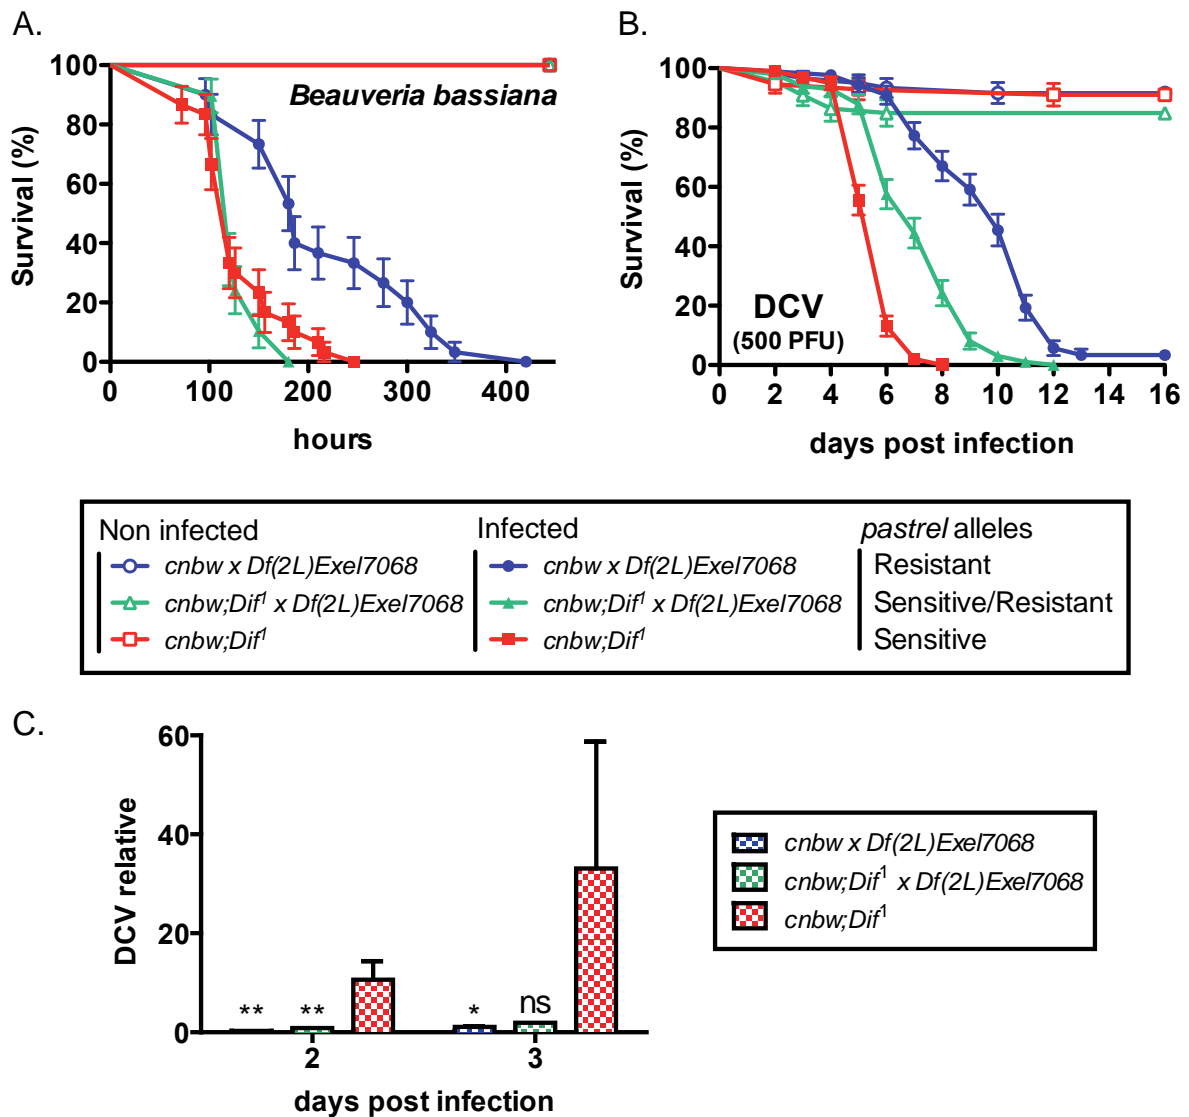 A.
B.
100
80
60
40
20
0
Survival (%)
Beauveria bassiana
0 100 200 300 400
hours
100
80
60
40
20
0
Survival (%)
DCV
(500 PFU)
0 2 4 6 8 10 12 14 16
days post infection
Non infected Infected pastrel alleles
cnbw x Df(2L)Exel7068 cnbw x Df(2L)Exel7068 Resistant
cnbw;Dif¹ x Df(2L)Exel7068 cnbw;Dif¹ x Df(2L)Exel7068 Sensitive/Resistant
cnbw;Dif¹ cnbw;Dif¹ Sensitive
C.
60
40
20
0
DCV relative
** ** * ns
2 3
days post infection
cnbw x Df(2L)Exel7068
cnbw;Dif¹ x Df(2L)Exel7068
cnbw;Dif¹